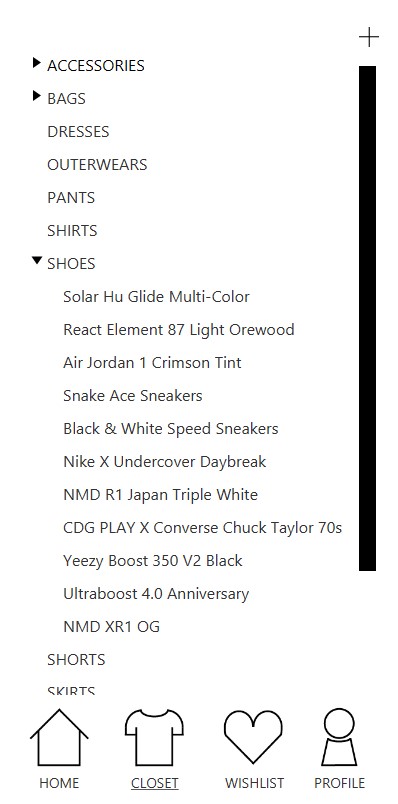 ACCESSORIES
BAGS
DRESSES
OUTERWEARS
PANTS
SHIRTS
SHOES
Solar Hu Glide Multi-Color
React Element 87 Light Orewood
Air Jordan 1 Crimson Tint
Snake Ace Sneakers
Black & White Speed Sneakers
Nike X Undercover Daybreak
NMD R1 Japan Triple White
CDG PLAY X Converse Chuck Taylor 70s
Yeezy Boost 350 V2 Black
Ultraboost 4.0 Anniversary
NMD XR1 OG
SHORTS
SKIRTS
HOME CLOSET WISHLIST PROFILE